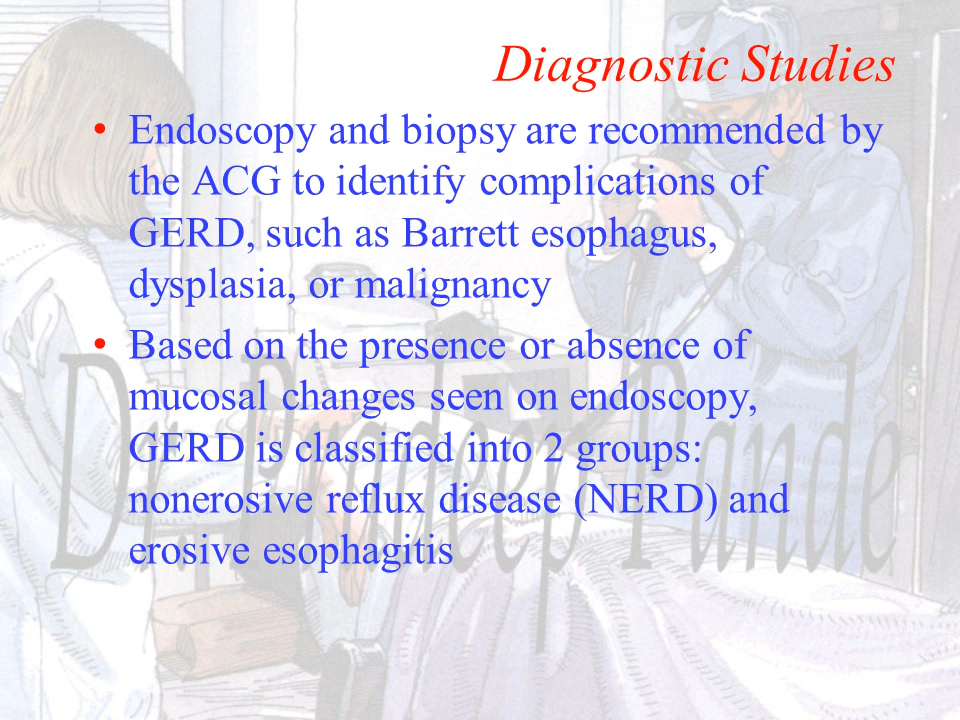 Diagnostic Studies
• Endoscopy and biopsy are recommended by
the ACG to identify complications of
GERD, such as Barrett esophagus,
dysplasia, or malignancy
• Based on the presence or absence of
mucosal changes seen on endoscopy,
GERD is classified into 2 groups:
nonerosive reflux disease (NERD) and
erosive esophagitis
Dr Pradeep Pande